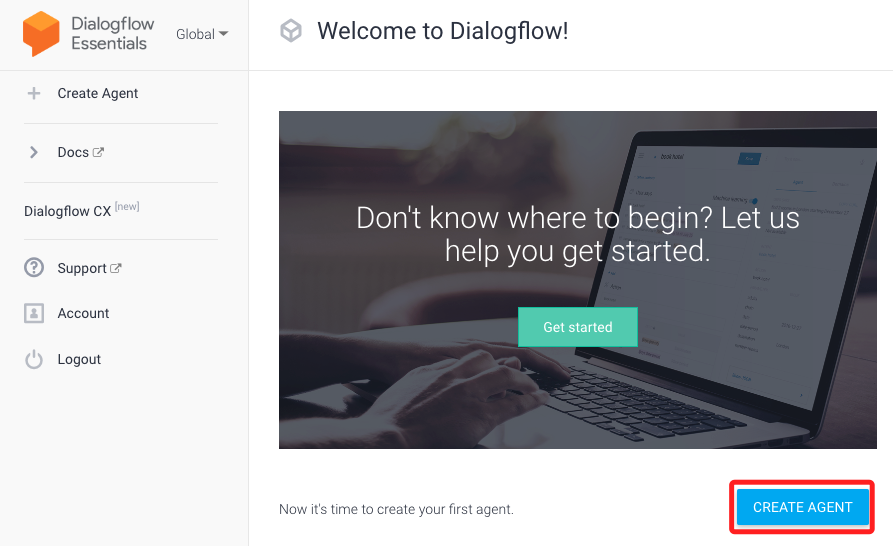 Dialogflow
Essentials
Global
Create Agent
Docs
Dialogflow CX [new]
Support
Account
Logout
Welcome to Dialogflow!
Don't know where to begin? Let us
help you get started.
Get started
Now it's time to create your first agent.
CREATE AGENT